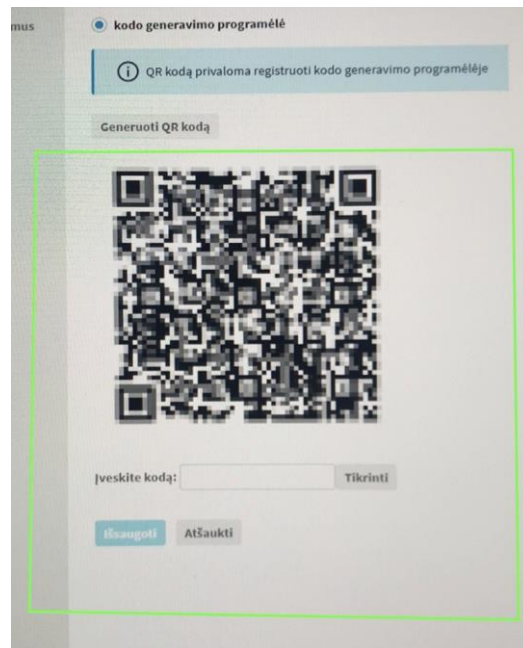 mus
kodo generavimo programėlė
QR kodą privaloma registruoti kodo generavimo programėlėje
Generuoti QR kodą
Įveskite kodą:
Tikrinti
Išsaugoti
Atšaukti